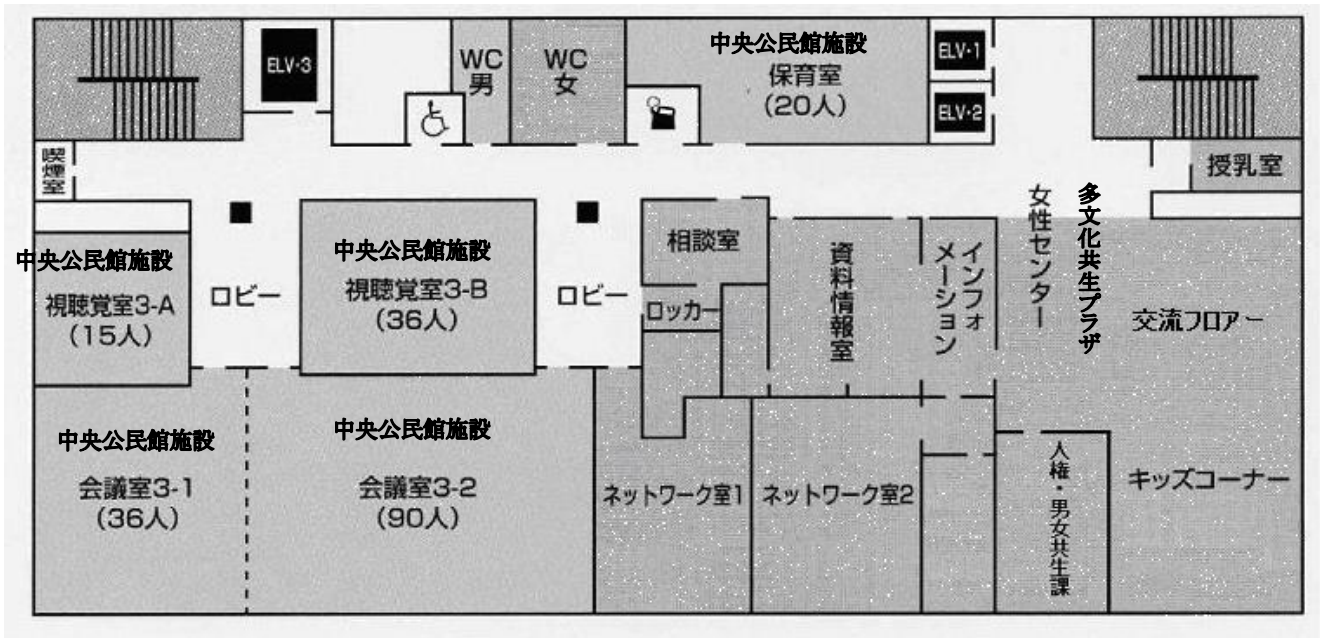 ELV・3
WC
男
WC
女
中央公民館施設
保育室
(20人)
ELV・1
ELV・2
喫煙室
授乳室
中央公民館施設
視聴覚室3-A
(15人)
ロビー
中央公民館施設
視聴覚室3-B
(36人)
ロビー
相談室
ロッカー
資料情報室
インフォ
メーション
女性センター
多文化共生プラザ
交流フロアー
中央公民館施設
会議室3-1
(36人)
中央公民館施設
会議室3-2
(90人)
ネットワーク室1
ネットワーク室2
人権・男女共生課
キッズコーナー